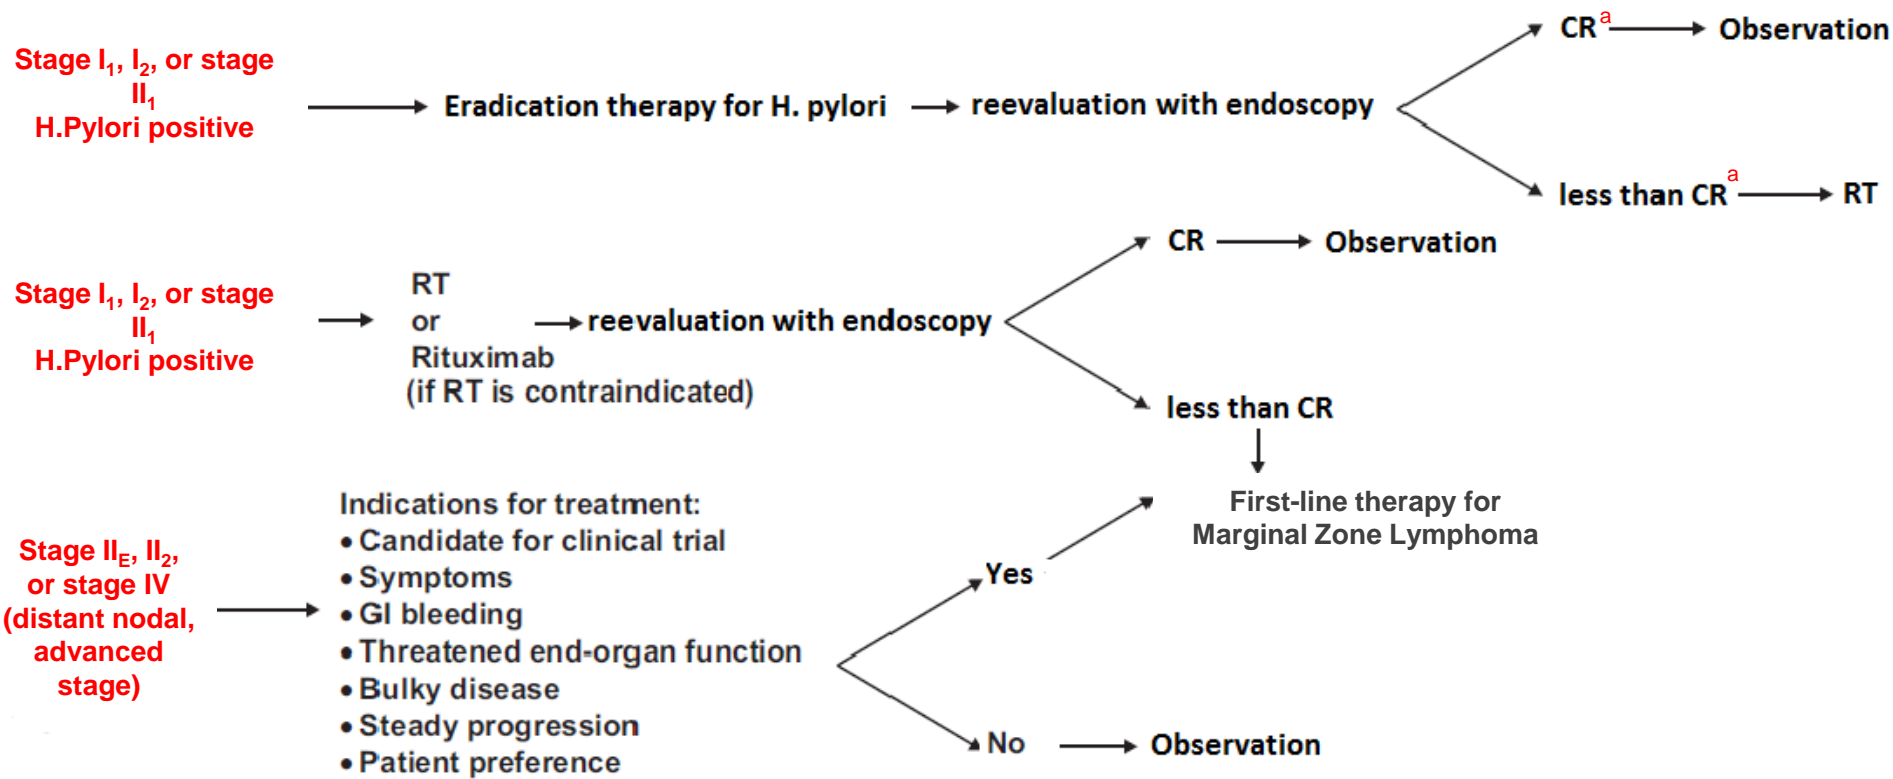 Stage I₁, I₂, or stage
II₁
H.Pylori positive
Eradication therapy for H. pylori
reevaluation with endoscopy
CRᵃ
Observation
less than CRᵃ
RT
Stage I₁, I₂, or stage
II₁
H.Pylori positive
RT
or
Rituximab
(if RT is contraindicated)
reevaluation with endoscopy
CR
Observation
less than CR
First-line therapy for
Marginal Zone Lymphoma
Stage II_E, II₂,
or stage IV
(distant nodal,
advanced
stage)
Indications for treatment:
• Candidate for clinical trial
• Symptoms
• GI bleeding
• Threatened end-organ function
• Bulky disease
• Steady progression
• Patient preference
Yes
No
Observation